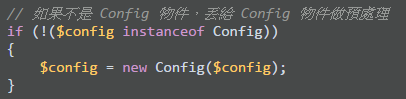 // 如果不是 Config 物件，丟給 Config 物件做預處理
if (!($config instanceof Config))
{
    $config = new Config($config);
}